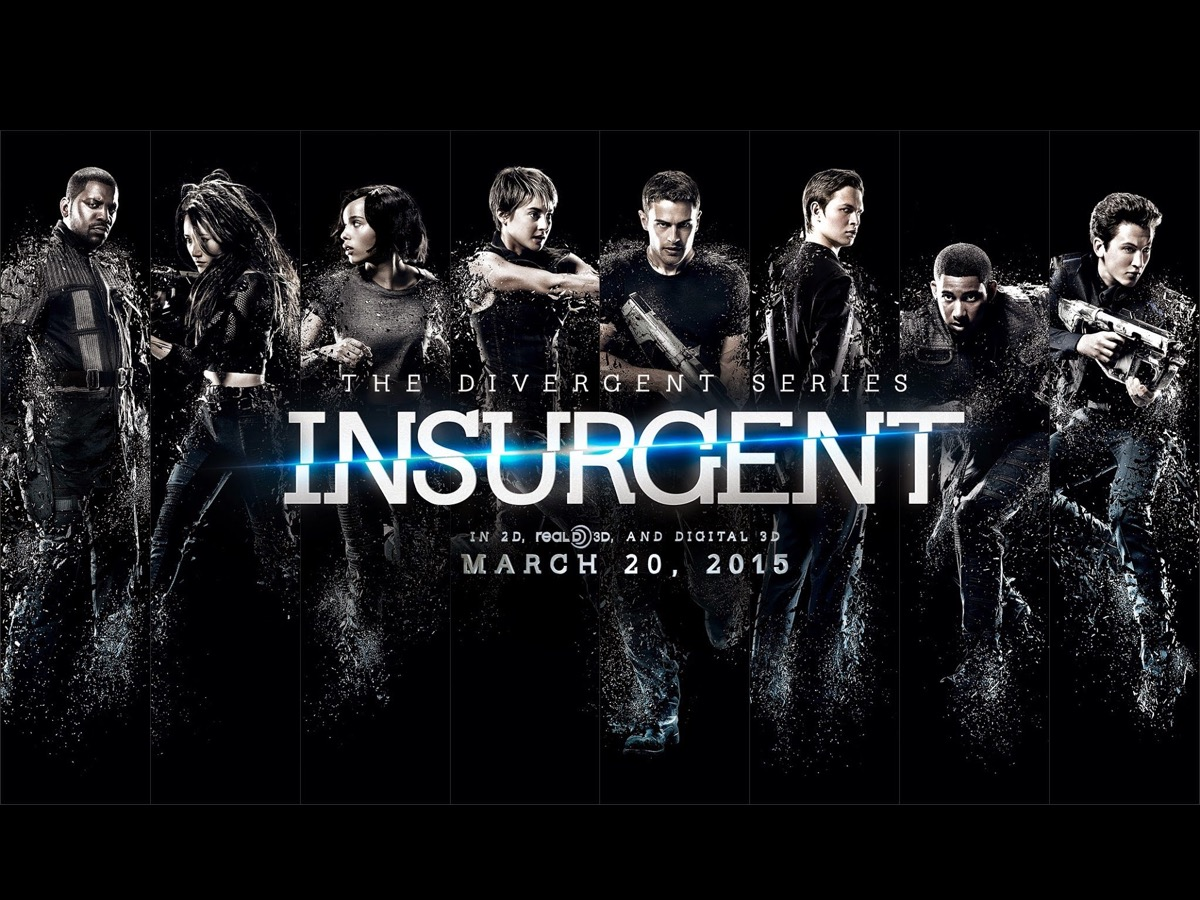 THE DIVERGENT SERIES
INSURGENT
IN 2D, REALD 3D, AND DIGITAL 3D
MARCH 20, 2015